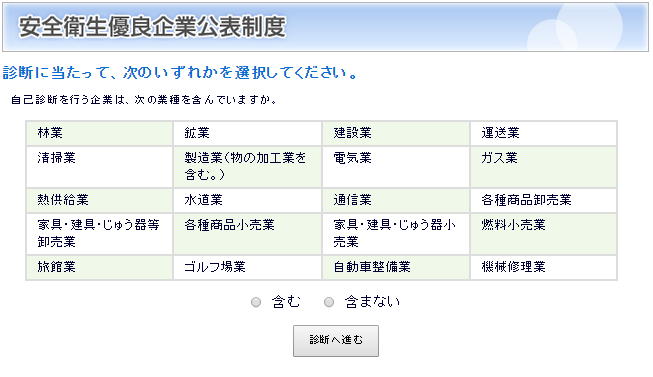 安全衛生優良企業公表制度
診断に当たって、次のいずれかを選択してください。
自己診断を行う企業は、次の業種を含んでいますか。
林業 鉱業 建設業 運送業
清掃業 製造業(物の加工業を含む。) 電気業 ガス業
熱供給業 水道業 通信業 各種商品卸売業
家具・建具・じゅう器等卸売業 各種商品小売業 家具・建具・じゅう器小売業 燃料小売業
旅館業 ゴルフ場業 自動車整備業 機械修理業
含む 含まない
診断へ進む